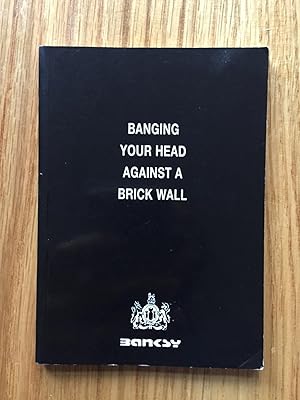 BANGING
YOUR HEAD
AGAINST A
BRICK WALL
BANKSY